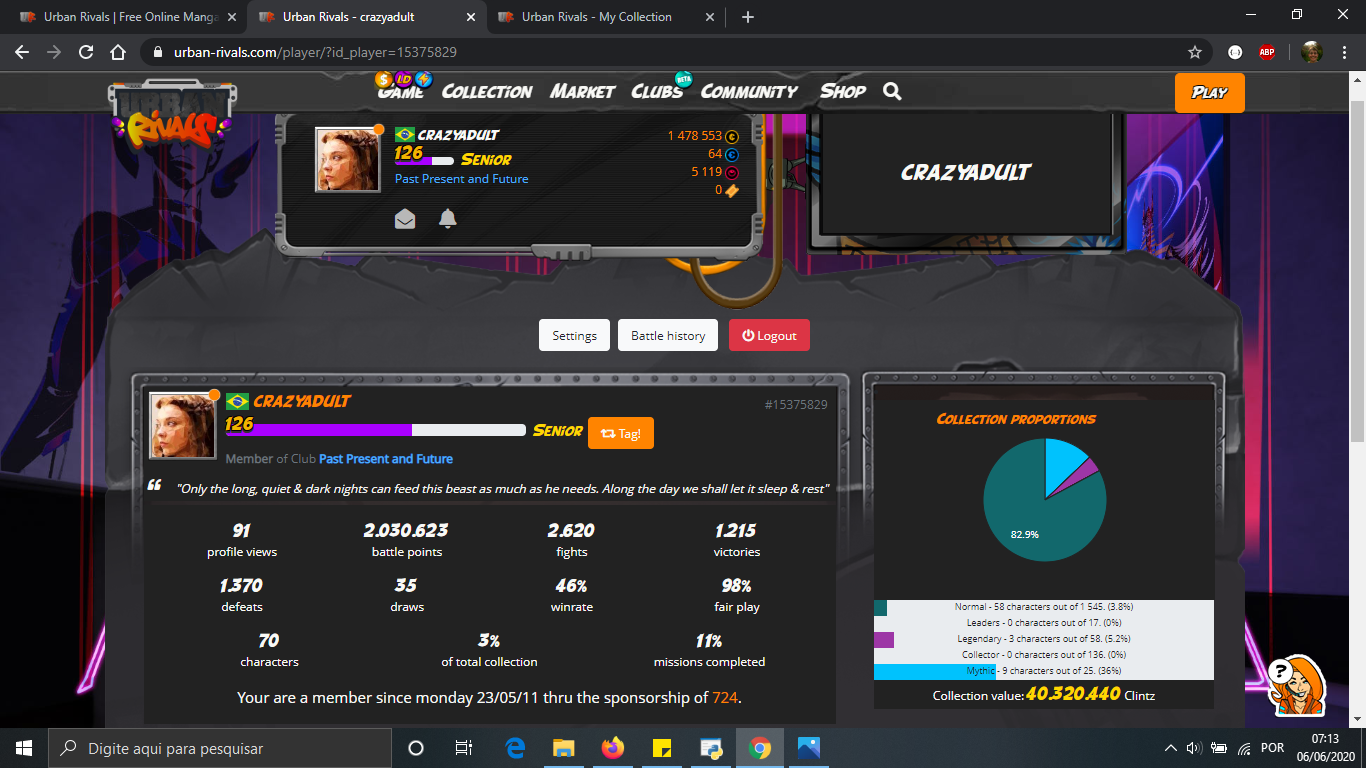 Urban Rivals | Free Online Manga
Urban Rivals - crazyadult
Urban Rivals - My Collection
urban-rivals.com/player/?id_player=15375829
ABP
URBAN RIVALS
GAME
COLLECTION
MARKET
CLUBS
BETA
COMMUNITY
SHOP
PLAY
CRAZYADULT
126 SENIOR
Past Present and Future
1 478 553
64
5 119
0
CRAZYADULT
Settings
Battle history
Logout
CRAZYADULT
#15375829
126
SENIOR
Tag!
Member of Club Past Present and Future
"Only the long, quiet & dark nights can feed this beast as much as he needs. Along the day we shall let it sleep & rest"
91
2.030.623
2.620
1.215
profile views
battle points
fights
victories
1.370
35
46%
98%
defeats
draws
winrate
fair play
70
3%
11%
characters
of total collection
missions completed
Your are a member since monday 23/05/11 thru the sponsorship of 724.
COLLECTION PROPORTIONS
82.9%
Normal - 58 characters out of 1 545. (3.8%)
Leaders - 0 characters out of 17. (0%)
Legendary - 3 characters out of 58. (5.2%)
Collector - 0 characters out of 136. (0%)
Mythic - 9 characters out of 25. (36%)
Collection value: 40.320.440 Clintz
?
Digite aqui para pesquisar
POR
07:13
06/06/2020